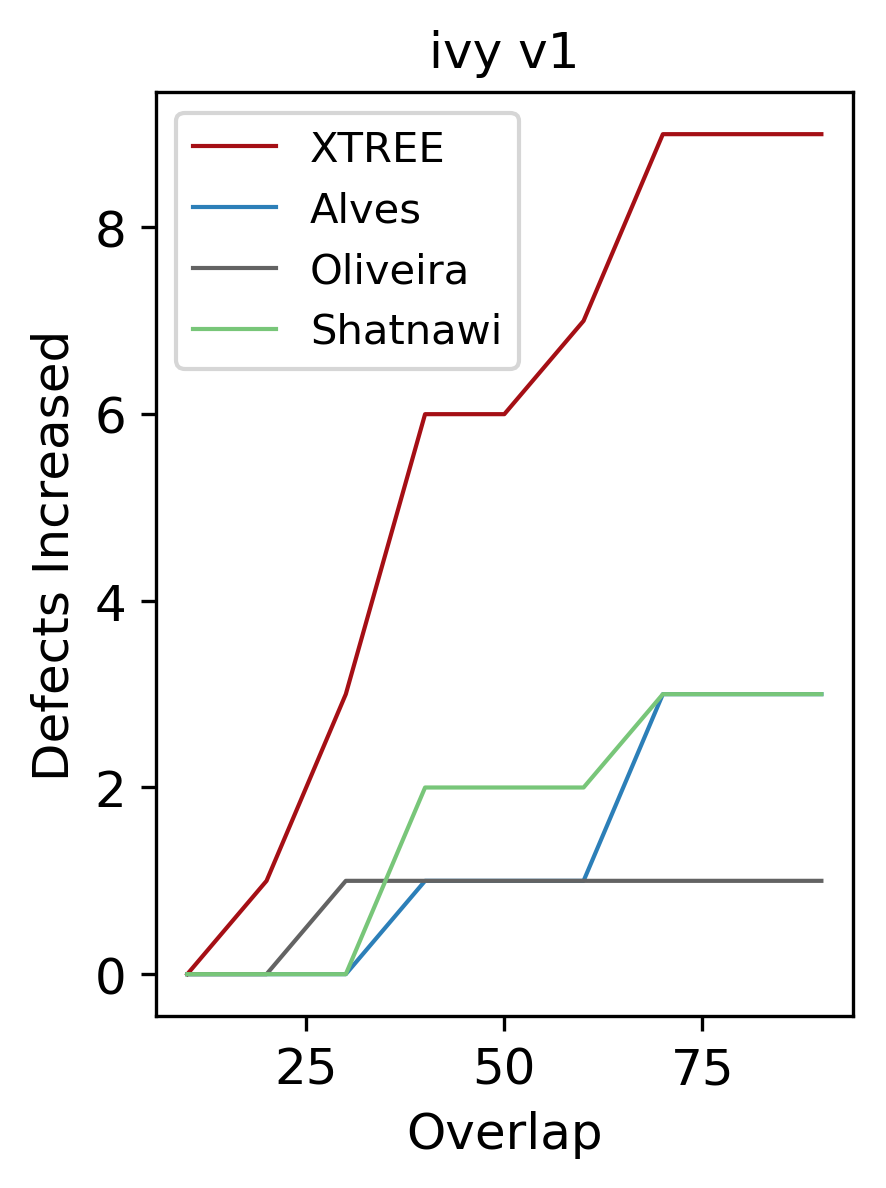 ivy v1
XTREE
Alves
Oliveira
Shatnawi
Defects Increased
8
6
4
2
0
25 50 75
Overlap